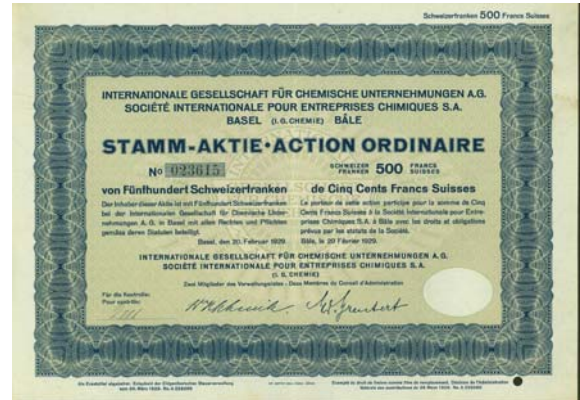 Schweizerfranken 500 Francs Suisses
INTERNATIONALE GESELLSCHAFT FÜR CHEMISCHE UNTERNEHMUNGEN A.G.
SOCIÉTÉ INTERNATIONALE POUR ENTREPRISES CHIMIQUES S.A.
BASEL (I. G. CHEMIE) BÂLE
STAMM-AKTIE•ACTION ORDINAIRE
No 023615 SCHWEIZER FRANKEN 500 FRANCS SUISSES
von Fünfhundert Schweizerfranken de Cinq Cents Francs Suisses
Der Inhaber dieser Aktie ist mit Fünfhundert Schweizerfranken
bei der Internationalen Gesellschaft für Chemische Unter-
nehmungen A. G. in Basel mit allen Rechten und Pflichten
gemäss deren Statuten beteiligt.
Basel, den 20. Februar 1929.
Le porteur de cette action participe pour la somme de Cinq
Cents Francs Suisses à la Société Internationale pour Entre-
prises Chimiques S. A. à Bâle avec les droits et obligations
prévus par les statuts de la Société.
Bâle, le 20 Février 1929.
INTERNATIONALE GESELLSCHAFT FÜR CHEMISCHE UNTERNEHMUNGEN A. G.
SOCIÉTÉ INTERNATIONALE POUR ENTREPRISES CHIMIQUES S. A.
(I. G. CHEMIE)
Zwei Mitglieder des Verwaltungsrates - Deux Membres du Conseil d'Administration
Für die Kontrolle:
Pour contrôle: